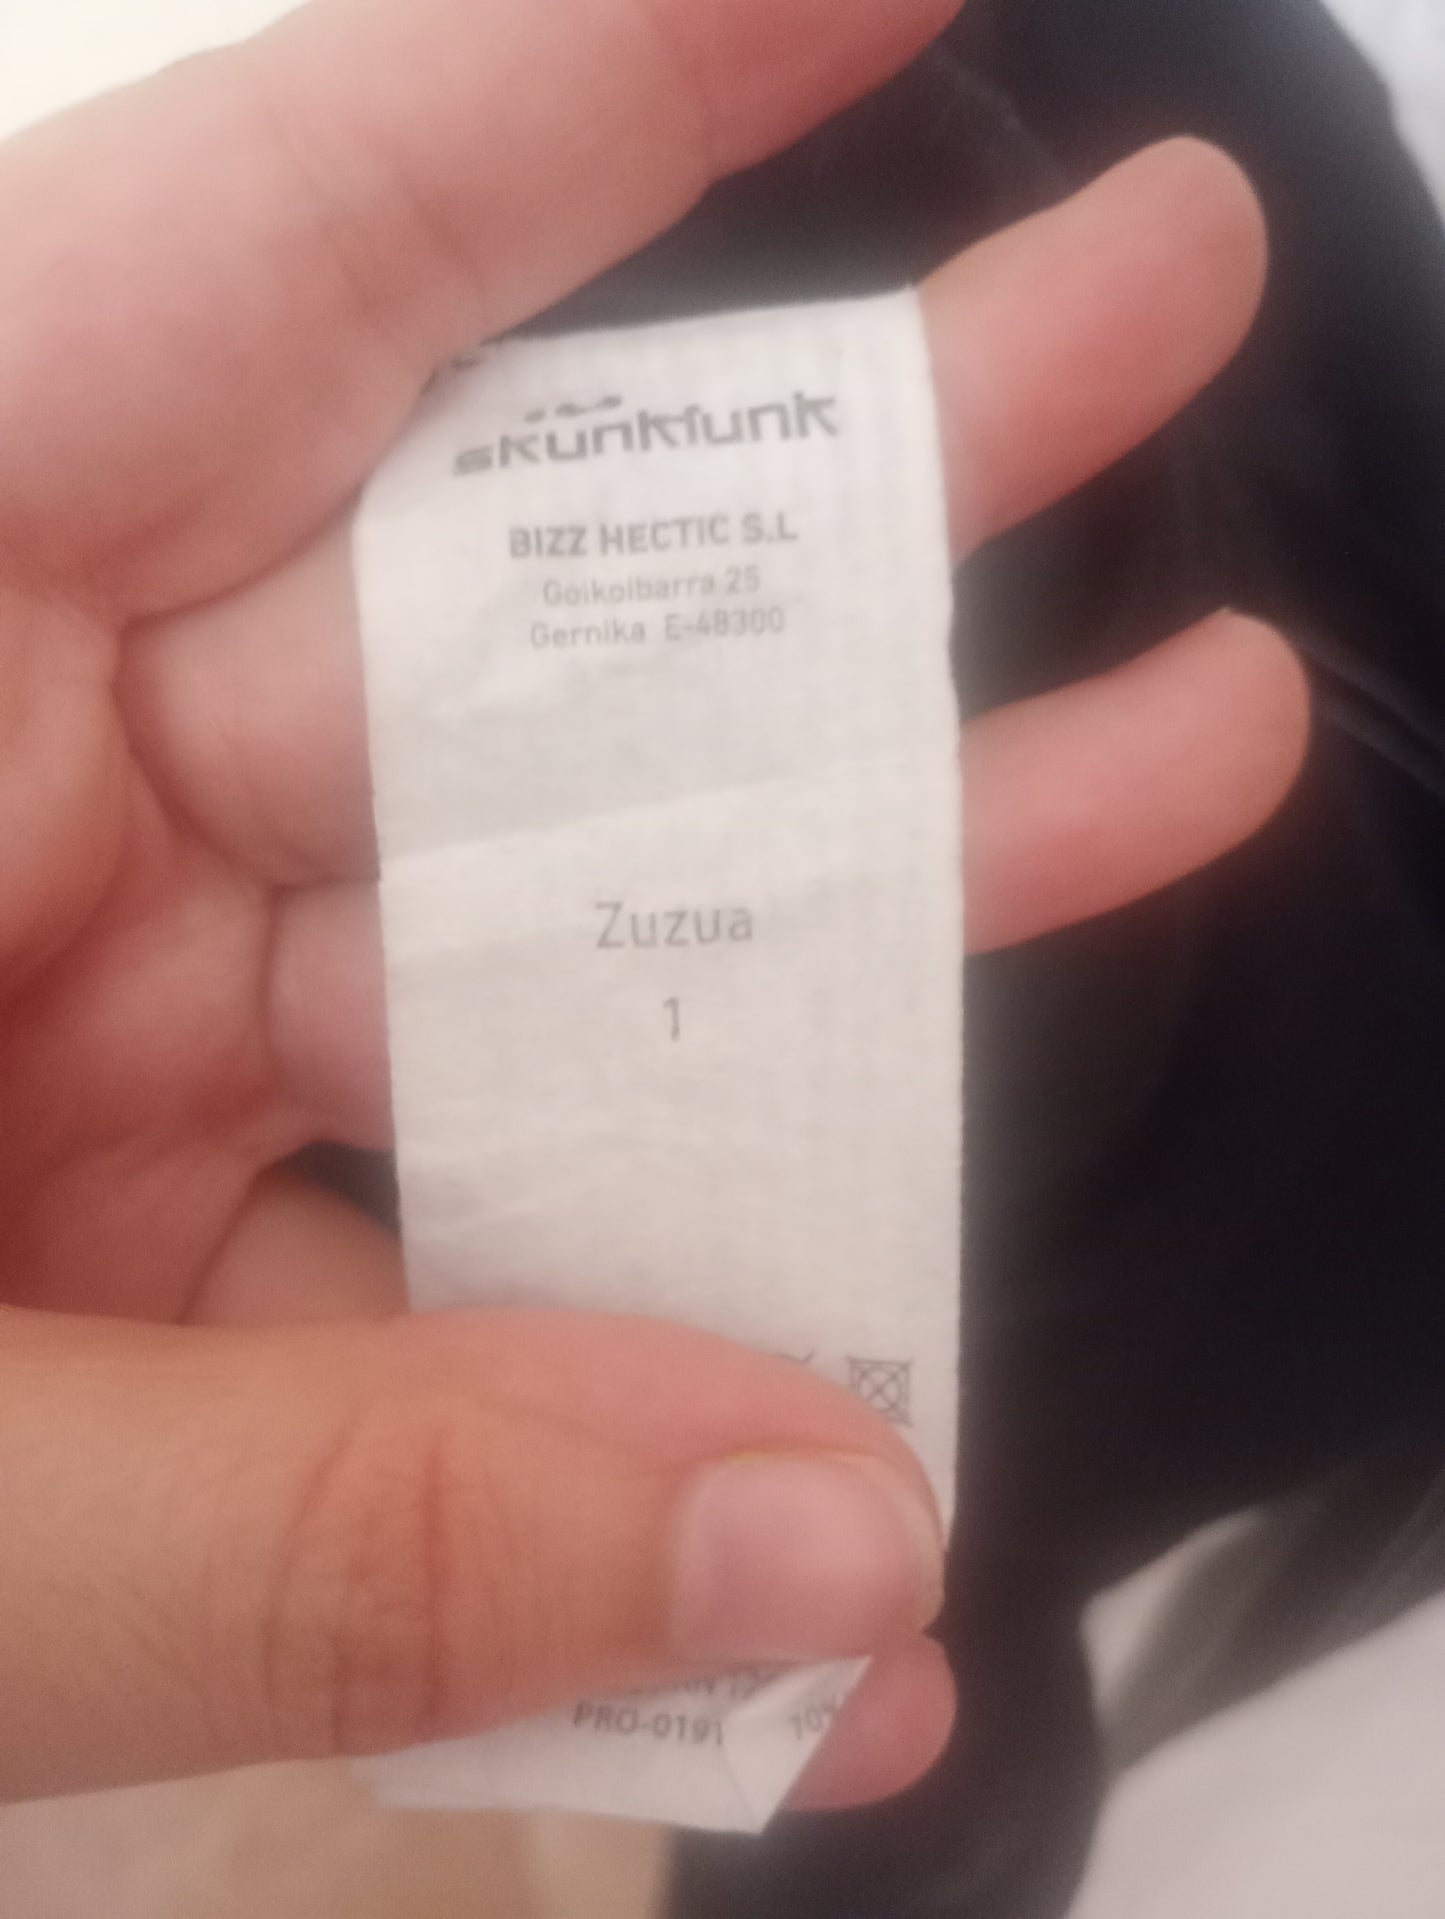 skunkfunk
BIZZ HECTIC S.L
Goikoibarra 25
Gernika E-48300
Zuzua
1
PRO-0191